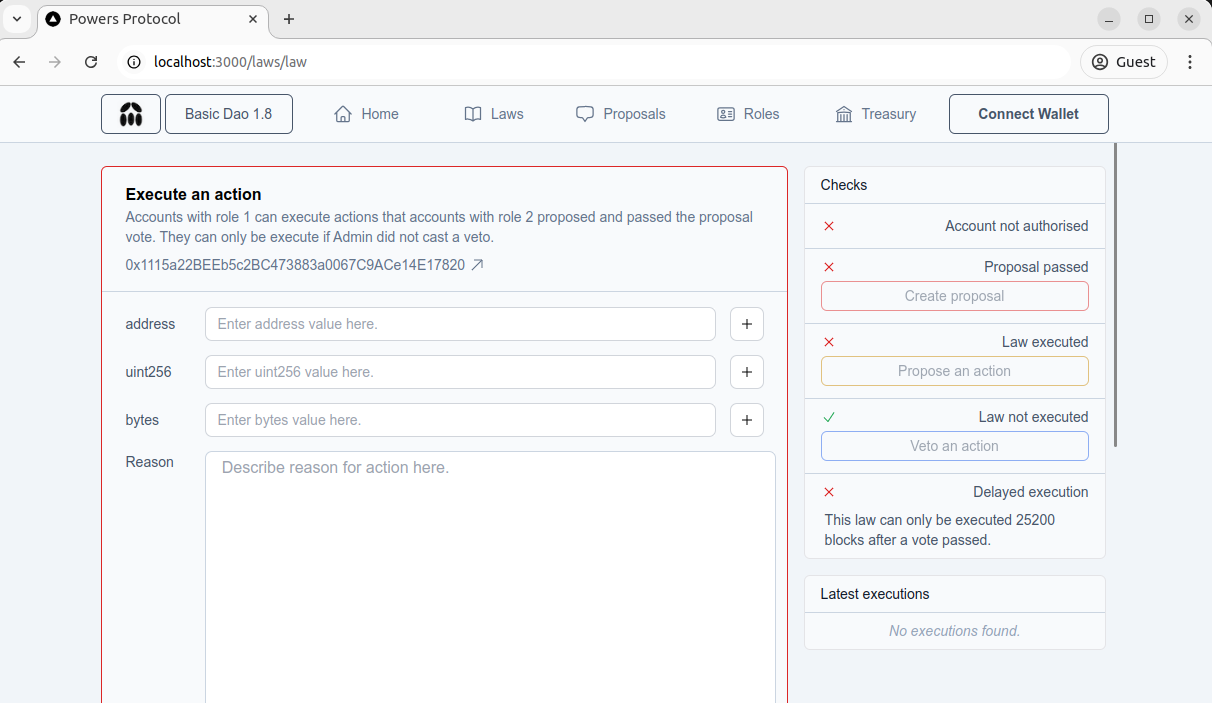 Powers Protocol
localhost:3000/laws/law
Guest
Basic Dao 1.8
Home
Laws
Proposals
Roles
Treasury
Connect Wallet
Execute an action
Accounts with role 1 can execute actions that accounts with role 2 proposed and passed the proposal
vote. They can only be execute if Admin did not cast a veto.
0x1115a22BEEb5c2BC473883a0067C9ACe14E17820
address
Enter address value here.
uint256
Enter uint256 value here.
bytes
Enter bytes value here.
Reason
Describe reason for action here.
Checks
Account not authorised
Proposal passed
Create proposal
Law executed
Propose an action
Law not executed
Veto an action
Delayed execution
This law can only be executed 25200
blocks after a vote passed.
Latest executions
No executions found.